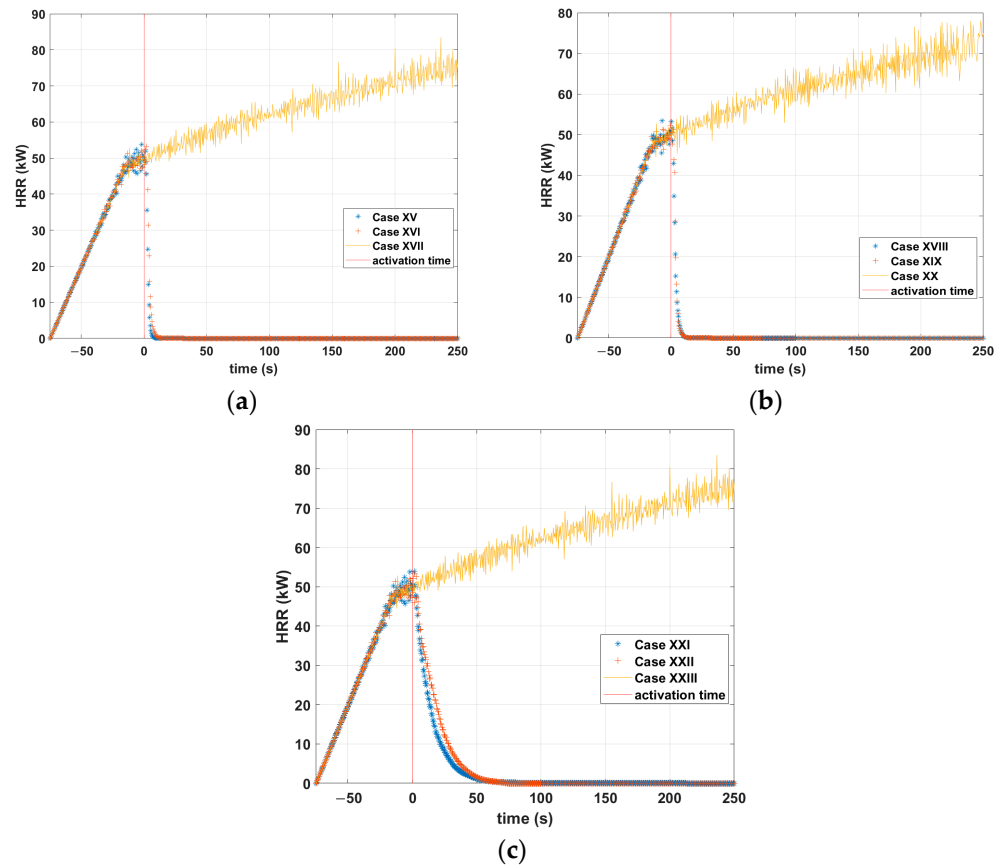 90
80
70
60
50
40
30
20
10
0
HRR (kW)
Case XV
Case XVI
Case XVII
activation time
−50 0 50 100 150 200 250
time (s)
(a)
80
70
60
50
40
30
20
10
0
HRR (kW)
Case XVIII
Case XIX
Case XX
activation time
−50 0 50 100 150 200 250
time (s)
(b)
90
80
70
60
50
40
30
20
10
0
HRR (kW)
Case XXI
Case XXII
Case XXIII
activation time
−50 0 50 100 150 200 250
time (s)
(c)